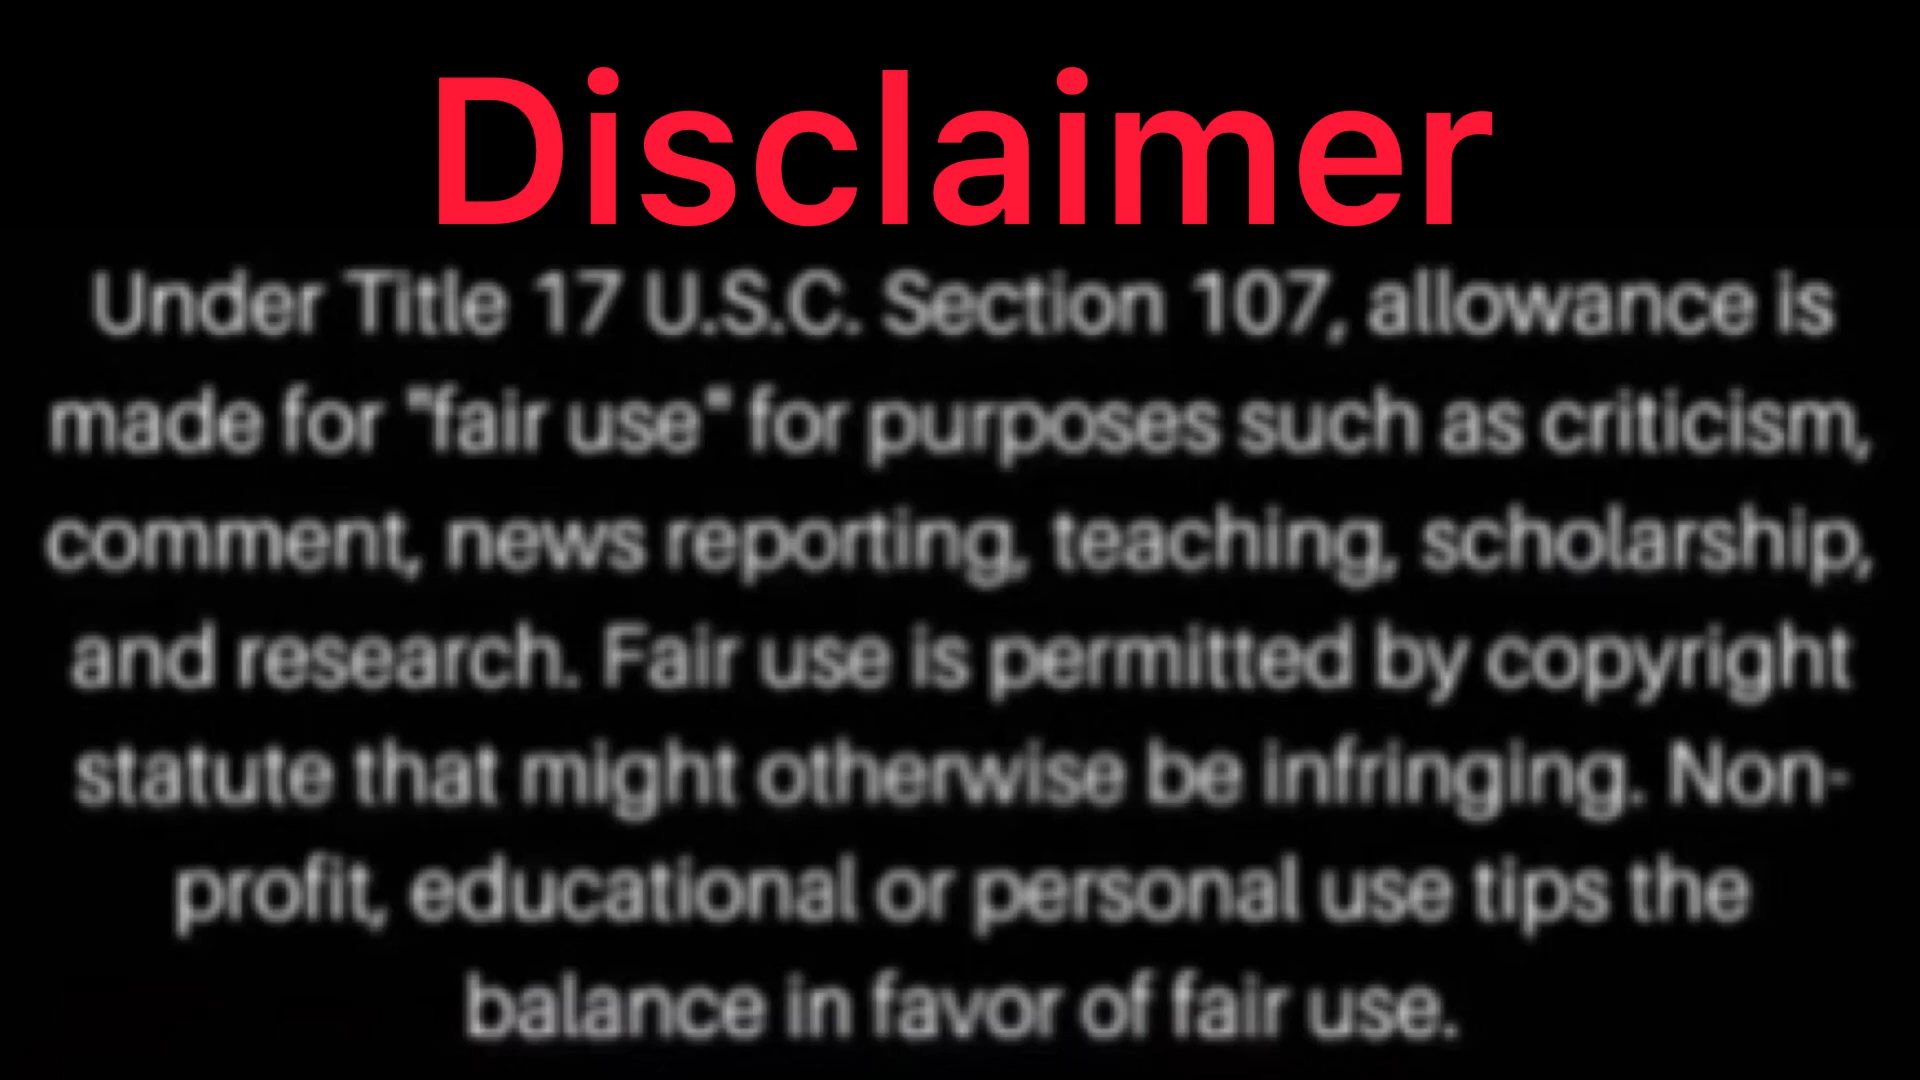 Disclaimer
Under Title 17 U.S.C. Section 107, allowance is
made for "fair use" for purposes such as criticism,
comment, news reporting, teaching, scholarship,
and research. Fair use is permitted by copyright
statute that might otherwise be infringing. Non-
profit, educational or personal use tips the
balance in favor of fair use.